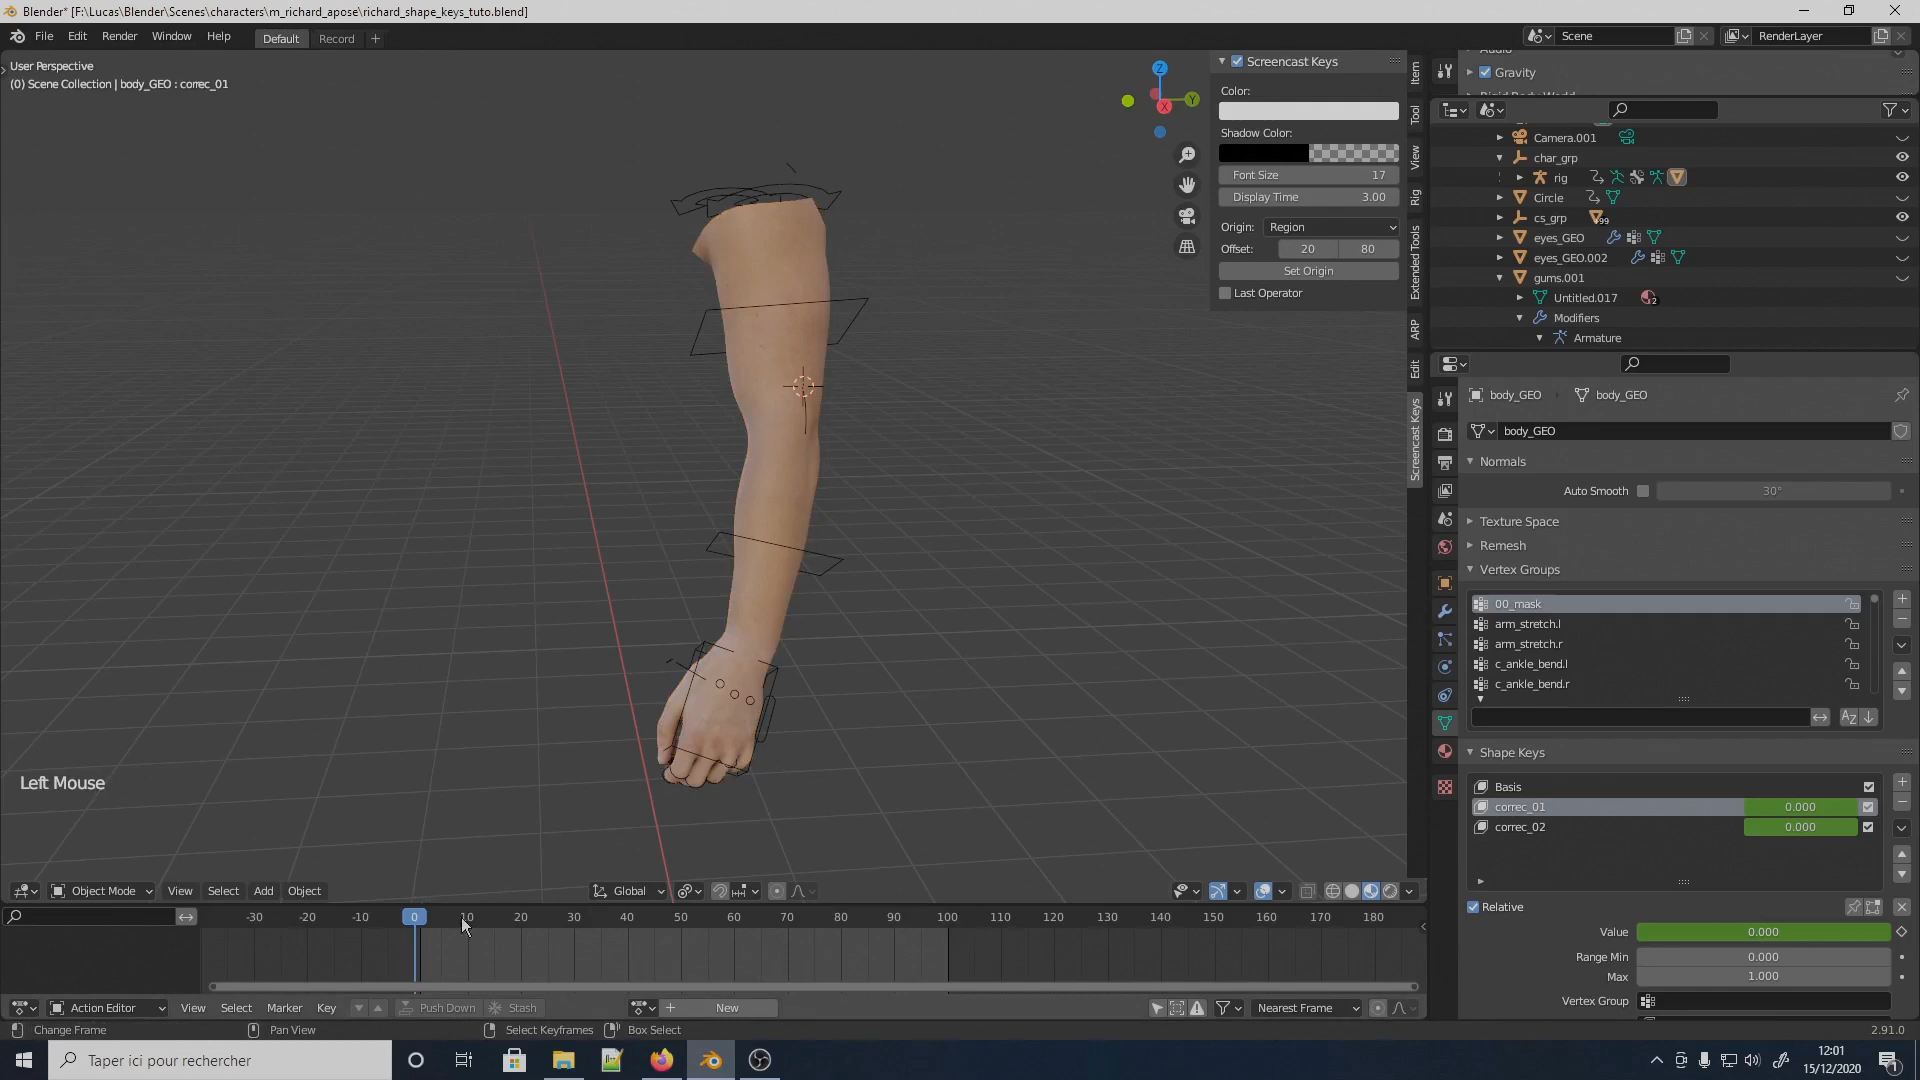 Blender* [F:\Lucas\Blender\Scenes\characters\m_richard_apose\richard_shape_keys_tuto.blend]
File Edit Render Window Help Default Record + Scene RenderLayer
User Perspective
(0) Scene Collection | body_GEO : correc_01
Z
Y
X
Screencast Keys
Color:
Shadow Color:
Font Size 17
Display Time 3.00
Origin: Region
Offset: 20 80
Set Origin
Last Operator
Item
Tool
View
Rig
Extended Tools
ARP
Edit
Screencast Keys
Gravity
Camera.001
char_grp
rig
Circle
cs_grp 99
eyes_GEO
eyes_GEO.002
gums.001
Untitled.017 2
Modifiers
Armature
body_GEO body_GEO
body_GEO
Normals
Auto Smooth 30°
Texture Space
Remesh
Vertex Groups
00_mask
arm_stretch.l
arm_stretch.r
c_ankle_bend.l
c_ankle_bend.r
Shape Keys
Basis
correc_01 0.000
correc_02 0.000
Relative
Value 0.000
Range Min 0.000
Max 1.000
Vertex Group
Left Mouse
Object Mode View Select Add Object Global
-30 -20 -10 0 10 20 30 40 50 60 70 80 90 100 110 120 130 140 150 160 170 180
Action Editor View Select Marker Key Push Down Stash + New Nearest Frame
Change Frame Pan View Select Keyframes Box Select 2.91.0
Taper ici pour rechercher
12:01
15/12/2020
1